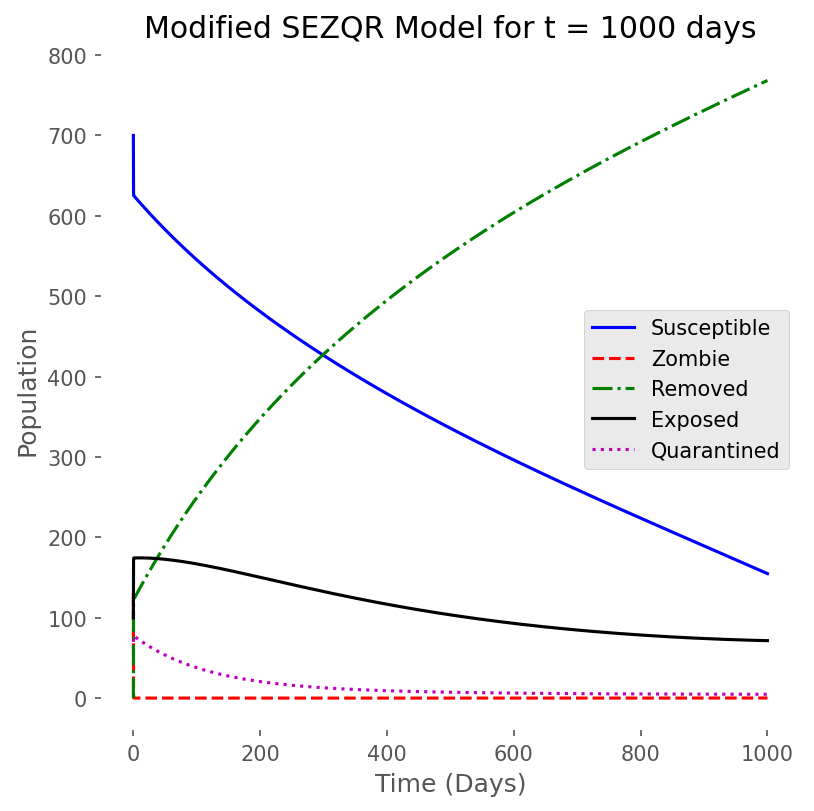 Modified SEZQR Model for t = 1000 days
800
700
600
500
400
300
200
100
0
Population
Susceptible
Zombie
Removed
Exposed
Quarantined
0 200 400 600 800 1000
Time (Days)